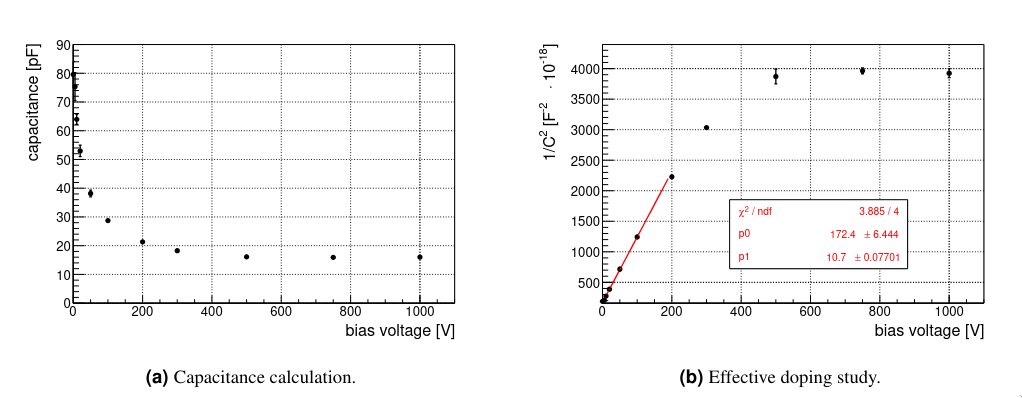 capacitance [pF]
90
80
70
60
50
40
30
20
10
0
0 200 400 600 800 1000
bias voltage [V]
(a) Capacitance calculation.
1/C² [F⁻² · 10⁻¹⁸]
4000
3500
3000
2500
2000
1500
1000
500
χ² / ndf 3.885 / 4
p0 172.4 ± 6.444
p1 10.7 ± 0.07701
0 200 400 600 800 1000
bias voltage [V]
(b) Effective doping study.